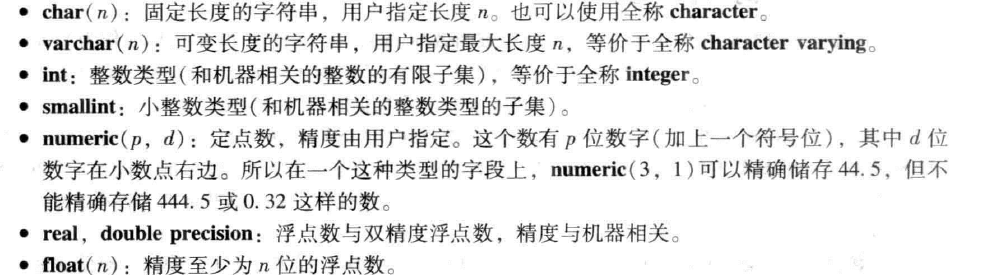 • char(n)：固定长度的字符串，用户指定长度 n。也可以使用全称 character。
• varchar(n)：可变长度的字符串，用户指定最大长度 n，等价于全称 character varying。
• int：整数类型(和机器相关的整数的有限子集)，等价于全称 integer。
• smallint：小整数类型(和机器相关的整数类型的子集)。
• numeric(p，d)：定点数，精度由用户指定。这个数有 p 位数字(加上一个符号位)，其中 d 位
数字在小数点右边。所以在一个这种类型的字段上，numeric(3，1)可以精确储存 44.5，但不
能精确存储 444.5 或 0.32 这样的数。
• real，double precision：浮点数与双精度浮点数，精度与机器相关。
• float(n)：精度至少为 n 位的浮点数。